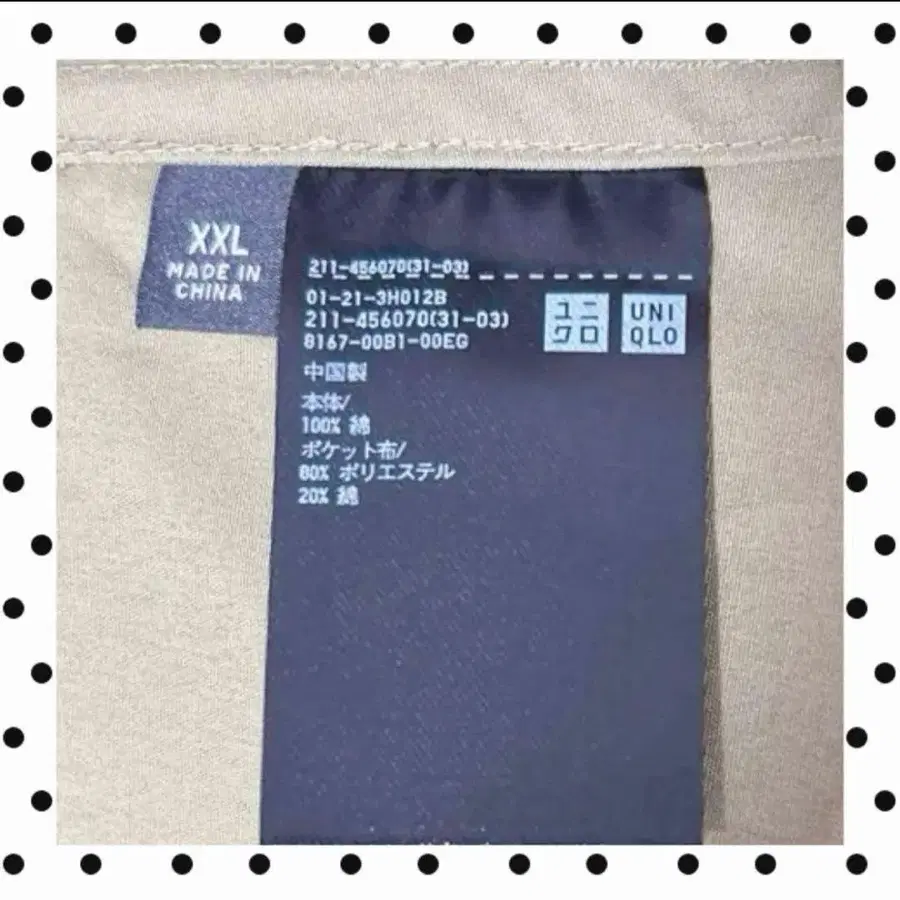 XXL
MADE IN
CHINA
211-456070(31-03)
01-21-3H012B
211-456070(31-03)
8167-00B1-00EG
ユニ
クロ
UNI
QLO
中国製
本体/
100% 綿
ポケット布/
80% ポリエステル
20% 綿